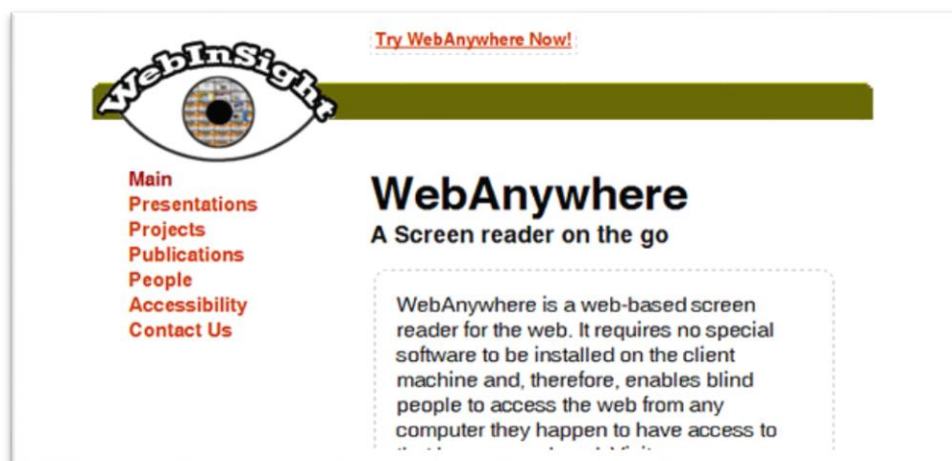 Try WebAnywhere Now!
WebInSight
Main
Presentations
Projects
Publications
People
Accessibility
Contact Us
WebAnywhere
A Screen reader on the go
WebAnywhere is a web-based screen
reader for the web. It requires no special
software to be installed on the client
machine and, therefore, enables blind
people to access the web from any
computer they happen to have access to